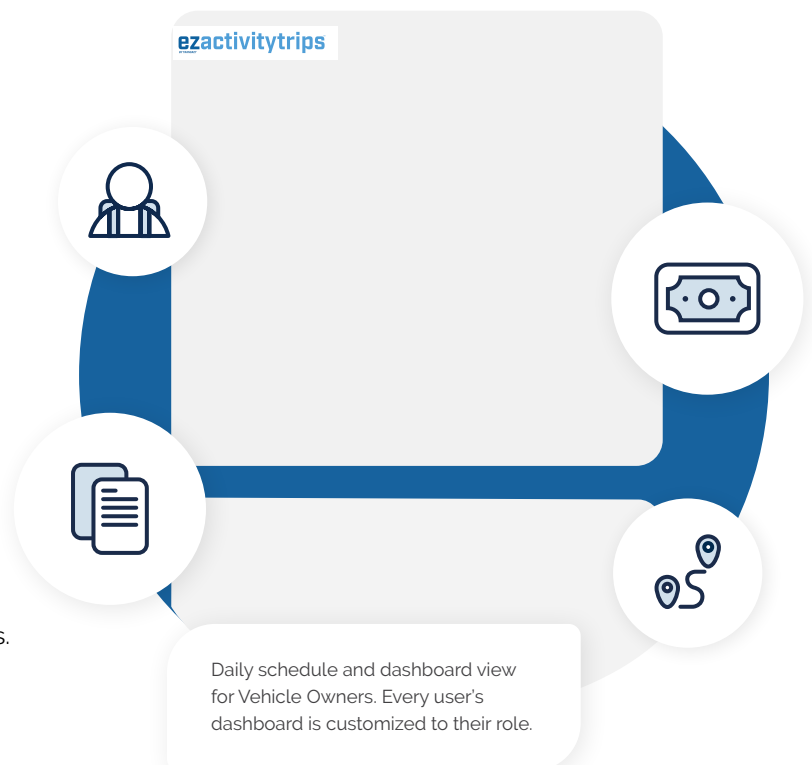 ezactivitytrips
s.
Daily schedule and dashboard view
for Vehicle Owners. Every user's
dashboard is customized to their role.